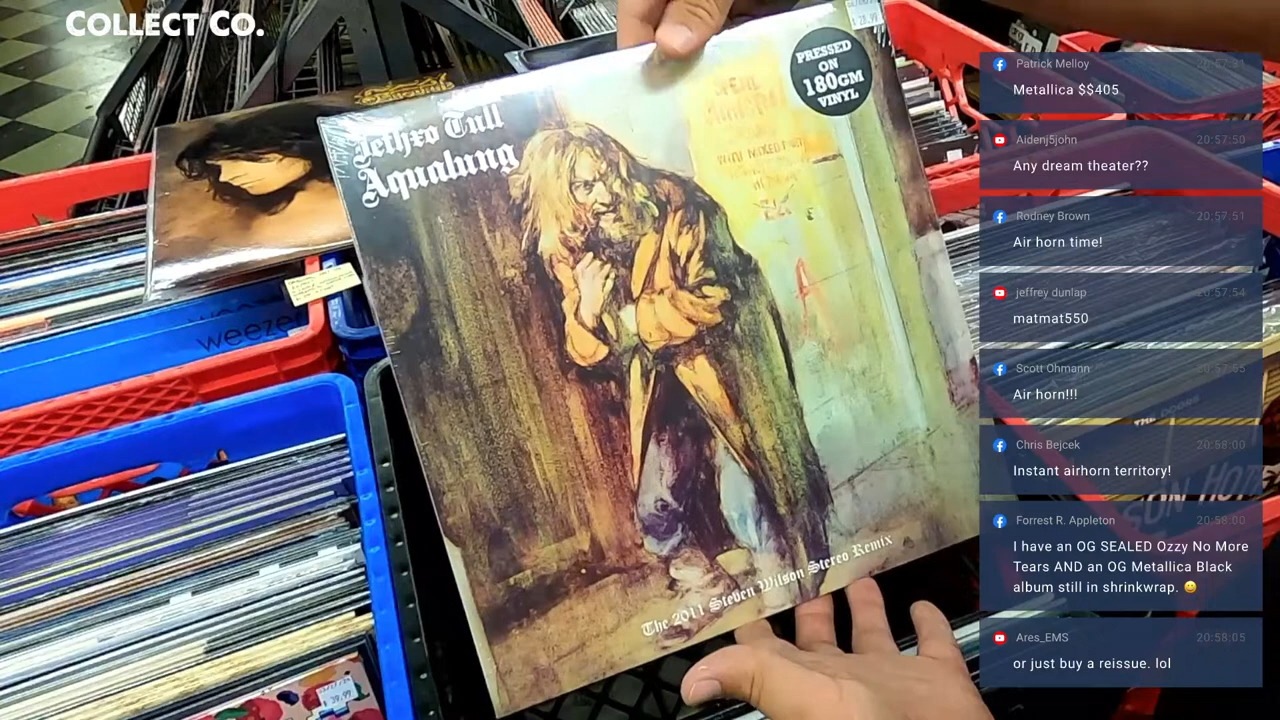 COLLECT CO.
Jethro Tull
Aqualung
PRESSED
ON
180GM
VINYL
The 2011 Steven Wilson Stereo Remix
weezer
THE DOORS
SON HOTE
Patrick Melloy 20:57:31
Metallica $$405
Aidenj5john 20:57:50
Any dream theater??
Rodney Brown 20:57:51
Air horn time!
jeffrey dunlap 20:57:54
matmat550
Scott Ohmann 20:57:55
Air horn!!!
Chris Bejcek 20:58:00
Instant airhorn territory!
Forrest R. Appleton 20:58:00
I have an OG SEALED Ozzy No More
Tears AND an OG Metallica Black
album still in shrinkwrap. 😀
Ares_EMS 20:58:05
or just buy a reissue. lol